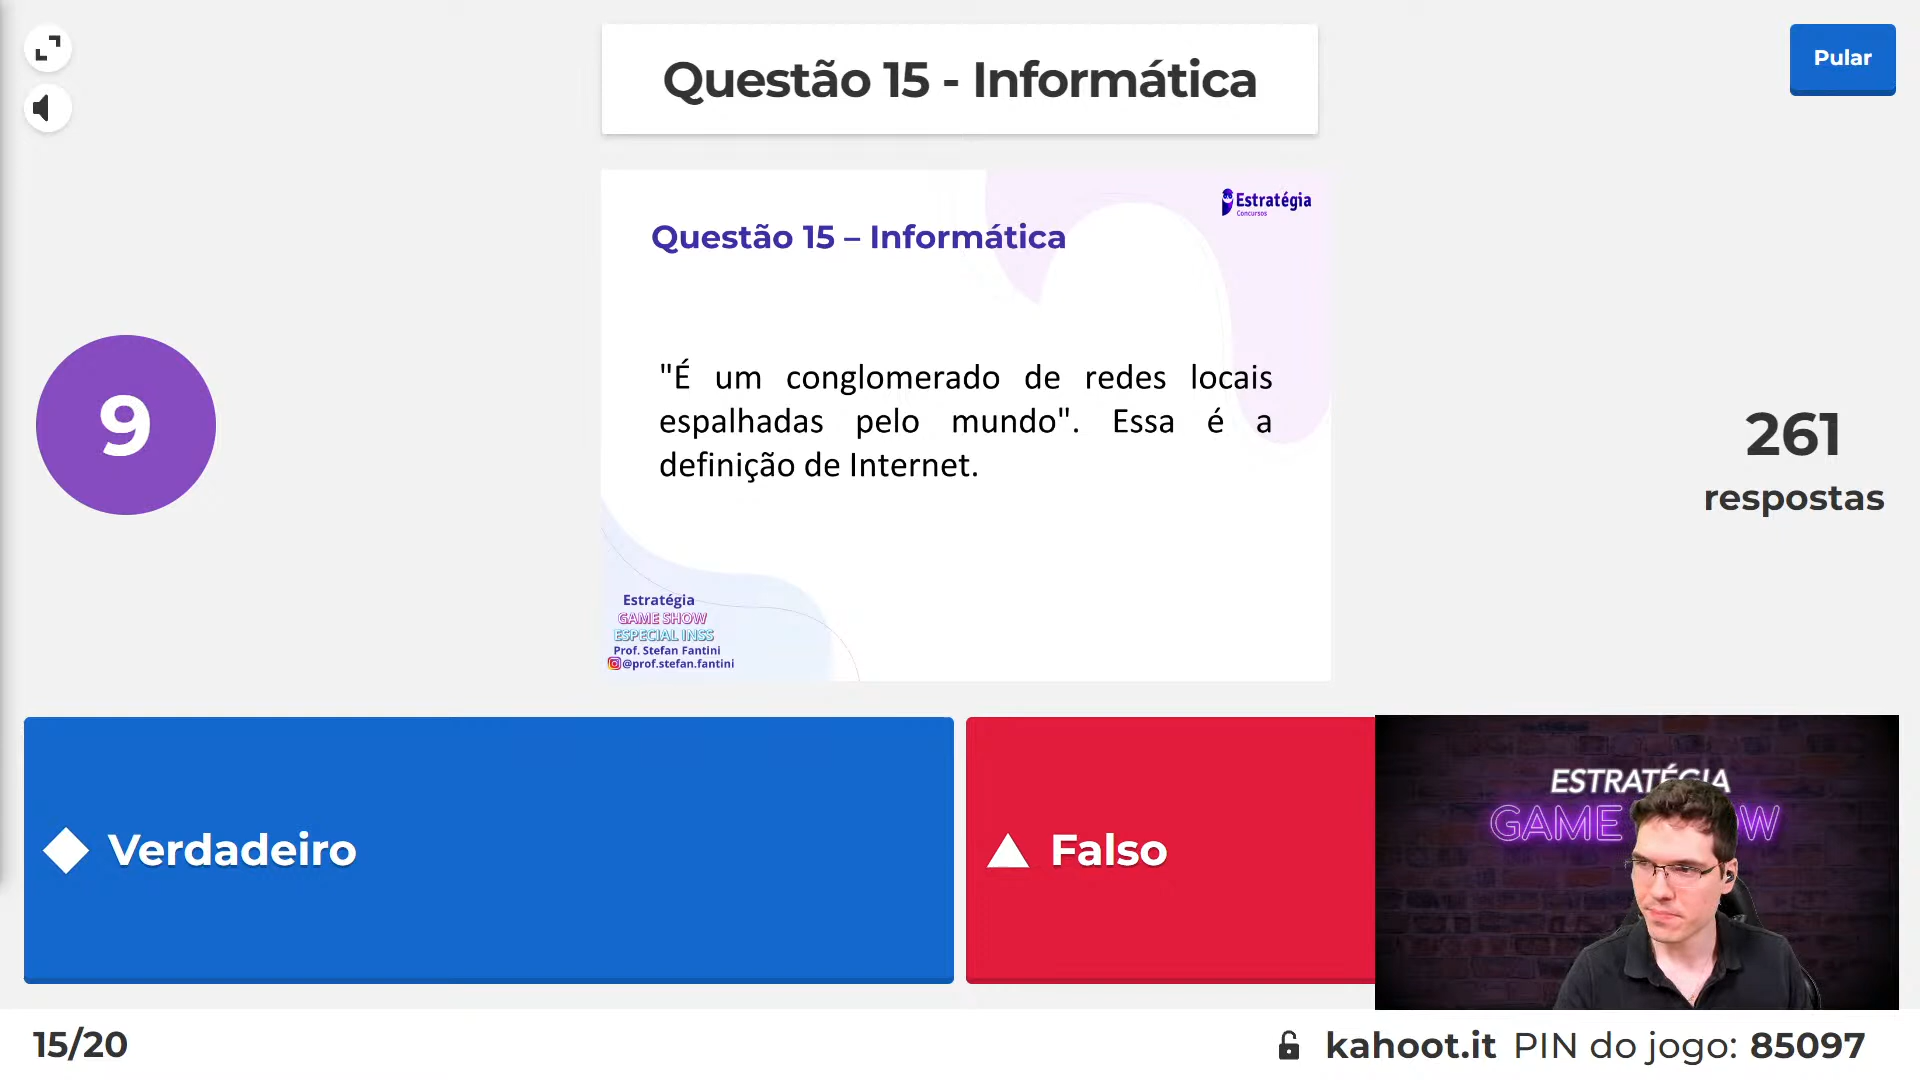 Questão 15 - Informática
Pular
Estratégia
Concursos
Questão 15 – Informática
"É um conglomerado de redes locais
espalhadas pelo mundo". Essa é a
definição de Internet.
9
261
respostas
Estratégia
GAME SHOW
ESPECIAL INSS
Prof. Stefan Fantini
@prof.stefan.fantini
Verdadeiro
Falso
ESTRATÉGIA
GAME W
15/20
kahoot.it PIN do jogo: 85097